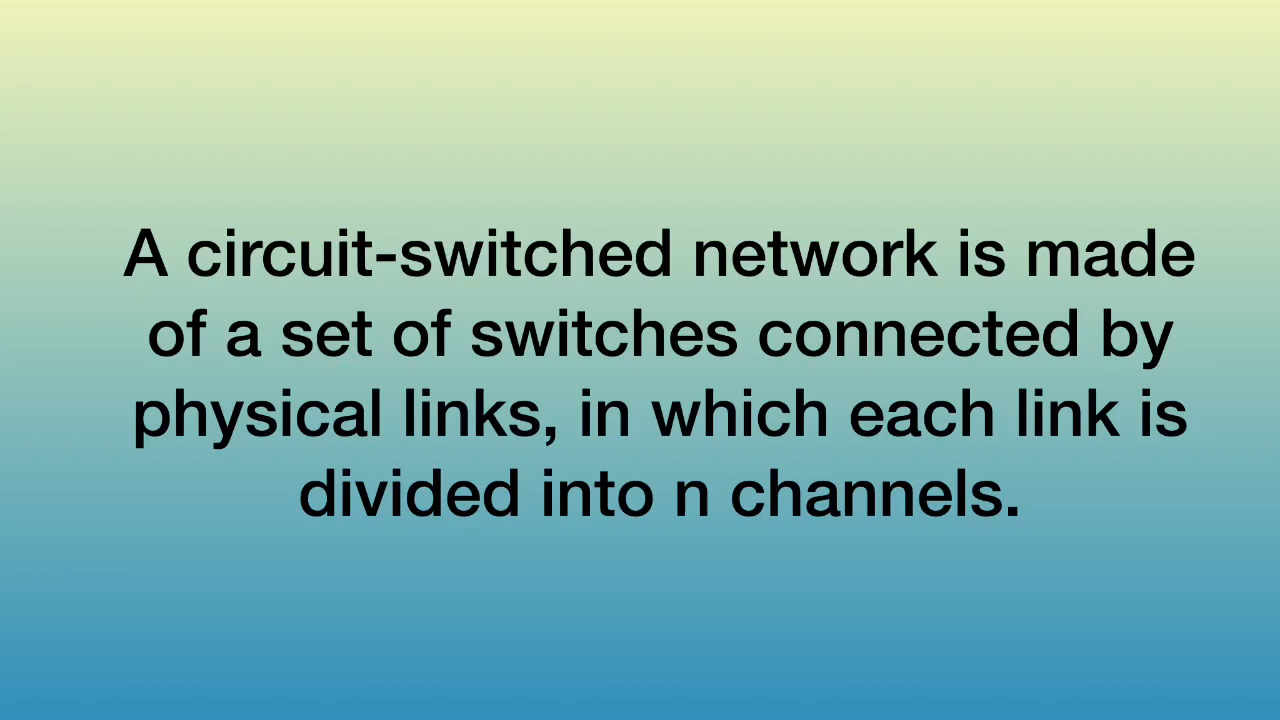 A circuit-switched network is made
of a set of switches connected by
physical links, in which each link is
divided into n channels.